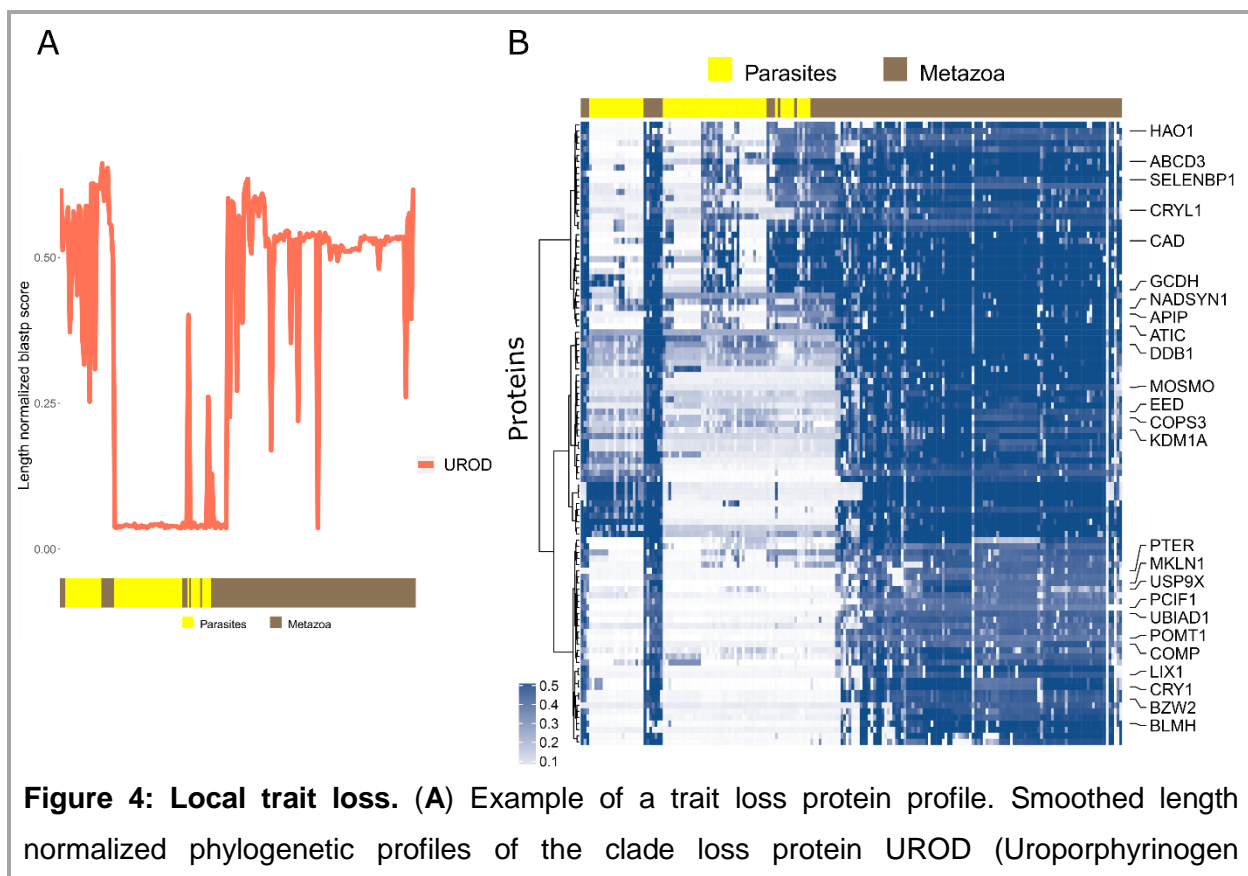 A
B
Parasites
Metazoa
Length normalized blastp score
0.50
0.25
0.00
UROD
Parasites
Metazoa
Proteins
HAO1
ABCD3
SELENBP1
CRYL1
CAD
GCDH
NADSYN1
APIP
ATIC
DDB1
MOSMO
EED
COPS3
KDM1A
PTER
MKLN1
USP9X
PCIF1
UBIAD1
POMT1
COMP
LIX1
CRY1
BZW2
BLMH
0.5
0.4
0.3
0.2
0.1
Figure 4: Local trait loss. (A) Example of a trait loss protein profile. Smoothed length
normalized phylogenetic profiles of the clade loss protein UROD (Uroporphyrinogen